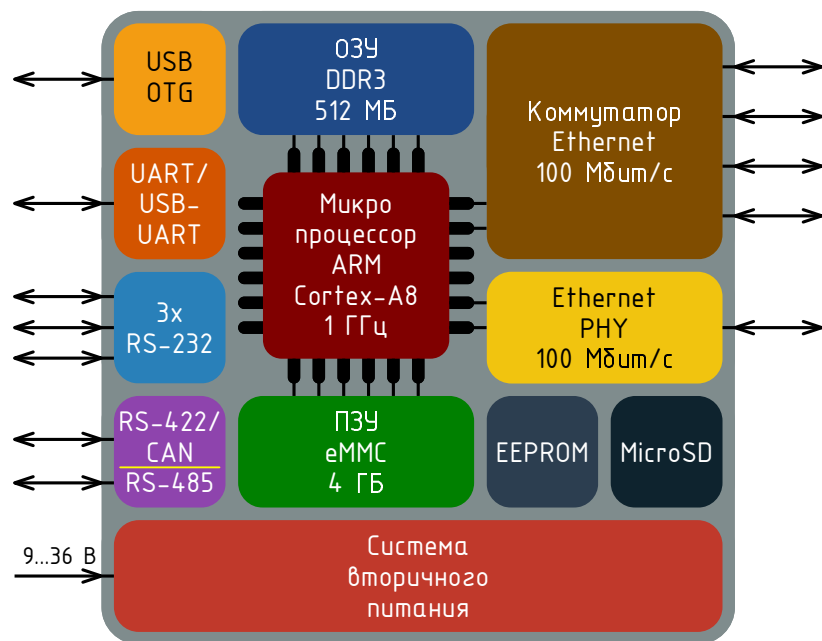 USB
OTG
ОЗУ
DDR3
512 МБ
Коммутатор
Ethernet
100 Мбит/с
UART/
USB-
UART
Микро
процессор
ARM
Cortex-A8
1 ГГц
3x
RS-232
Ethernet
PHY
100 Мбит/с
RS-422/
CAN
RS-485
ПЗУ
eMMC
4 ГБ
EEPROM
MicroSD
9...36 В
Система
вторичного
питания